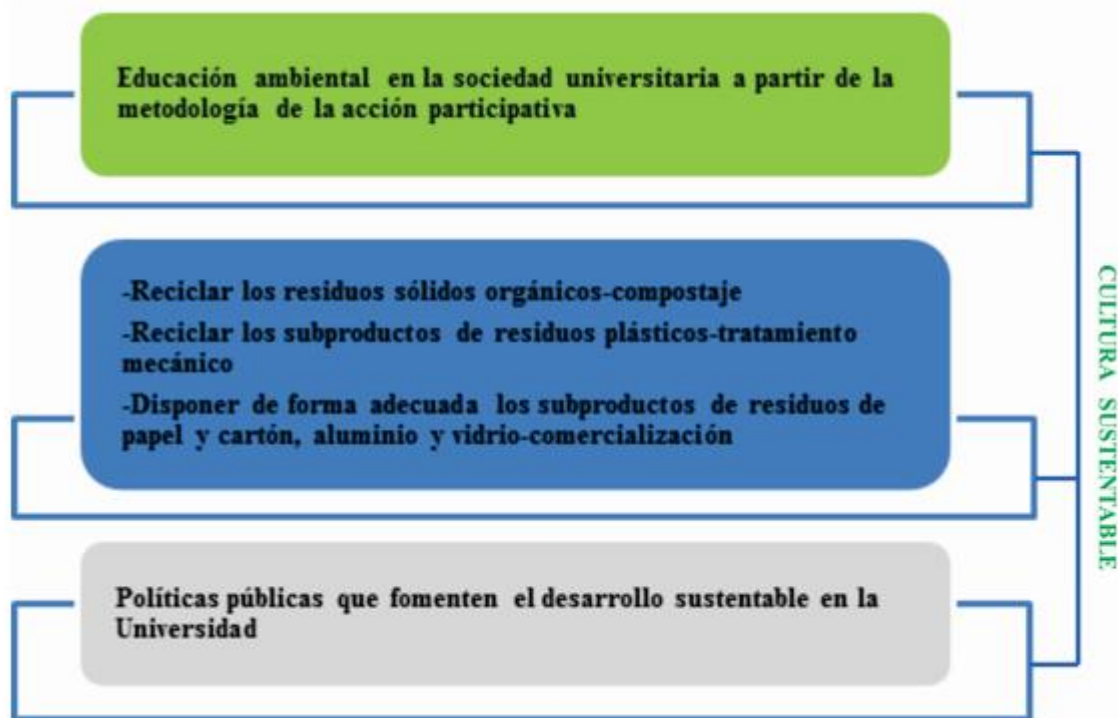 Educación ambiental en la sociedad universitaria a partir de la
metodología de la acción participativa
-Reciclar los residuos sólidos orgánicos-compostaje
-Reciclar los subproductos de residuos plásticos-tratamiento
mecánico
-Disponer de forma adecuada los subproductos de residuos de
papel y cartón, aluminio y vidrio-comercialización
Políticas públicas que fomenten el desarrollo sustentable en la
Universidad
CULTURA SUSTENTABLE